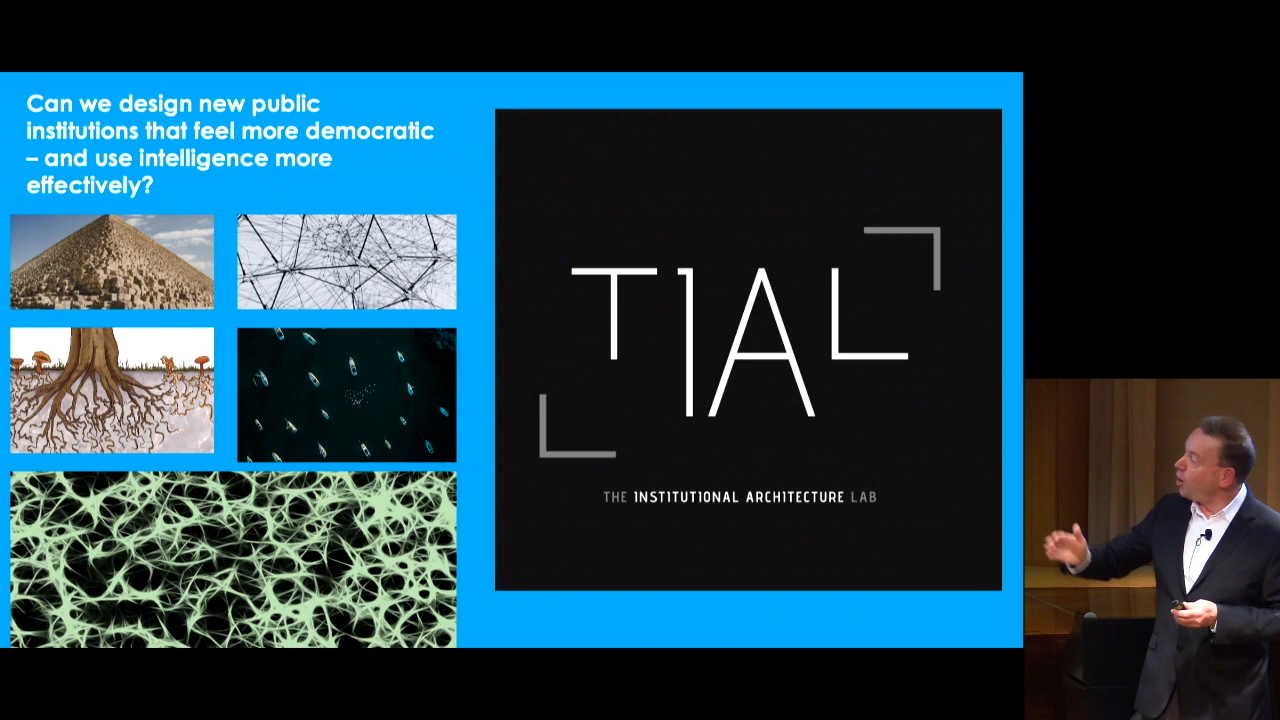 Can we design new public
institutions that feel more democratic
– and use intelligence more
effectively?
TIAL
THE INSTITUTIONAL ARCHITECTURE LAB